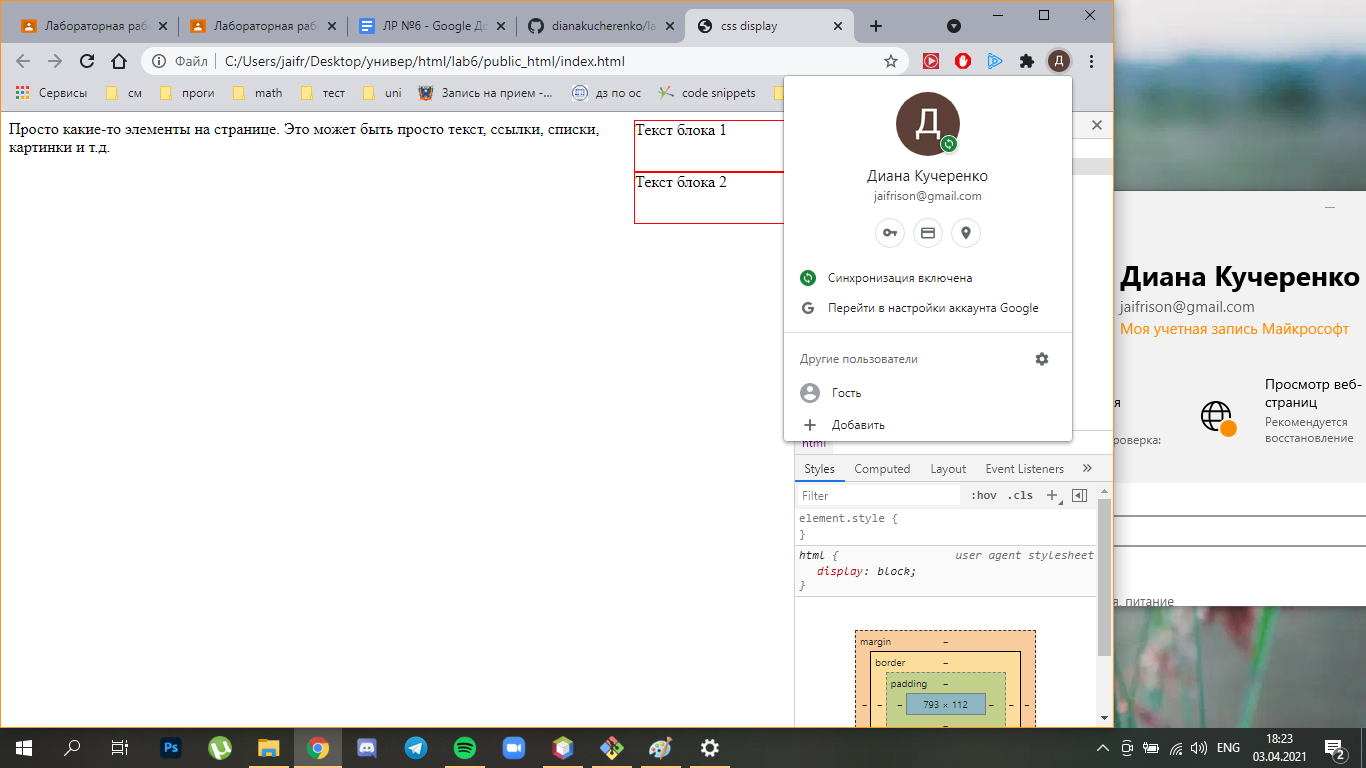 Лабораторная раб
Лабораторная раб
ЛР №6 - Google До
dianakucherenko/la
css display
Файл
C:/Users/jaifr/Desktop/универ/html/lab6/public_html/index.html
Д
Сервисы
см
проги
math
тест
uni
Запись на прием -...
дз по ос
code snippets
Просто какие-то элементы на странице. Это может быть просто текст, ссылки, списки,
картинки и т.д.
Текст блока 1
Текст блока 2
Д
Диана Кучеренко
jaifrison@gmail.com
Синхронизация включена
G Перейти в настройки аккаунта Google
Другие пользователи
Гость
Добавить
html
Styles Computed Layout Event Listeners »
Filter
:hov .cls
element.style {
}
html { user agent stylesheet
display: block;
}
margin –
border –
padding –
– – – 793 × 112 – – –
–
Диана Кучеренко
jaifrison@gmail.com
Моя учетная запись Майкрософт
Просмотр веб-
страниц
Рекомендуется
восстановление
я
роверка:
я, питание
Ps
ENG
18:23
03.04.2021
2